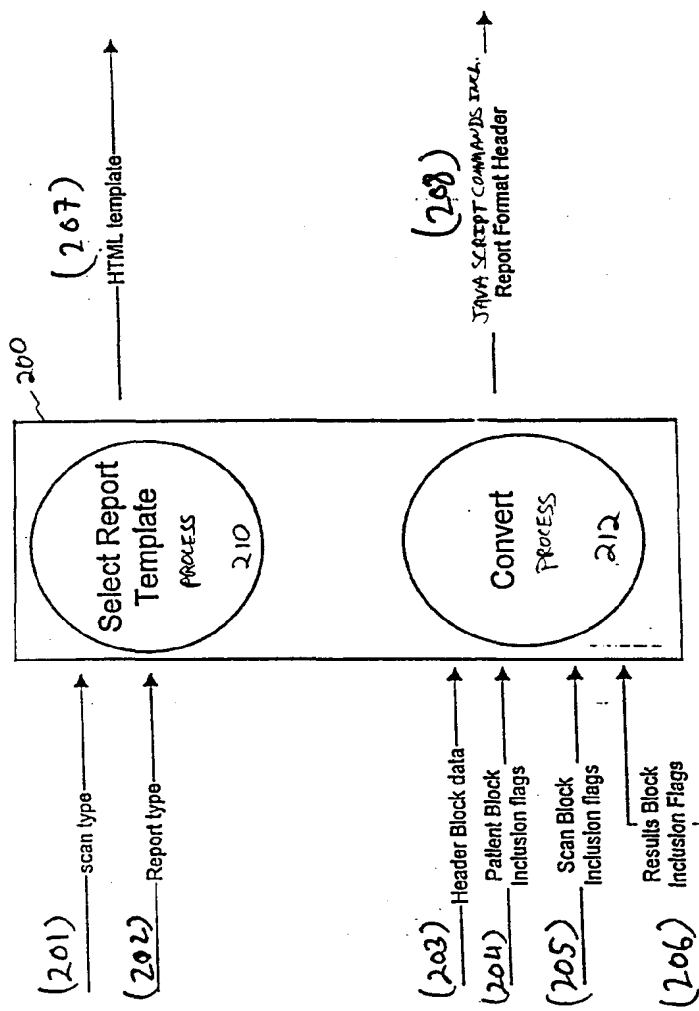 200
(201)
scan type
(202)
Report type
Select Report
Template
PROCESS
210
(207)
HTML template
(203)
Header Block data
(204)
Patient Block
Inclusion flags
(205)
Scan Block
Inclusion flags
(206)
Results Block
Inclusion Flags
Convert
PROCESS
212
(208)
JAVA SCRIPT COMMANDS INCL.
Report Format Header